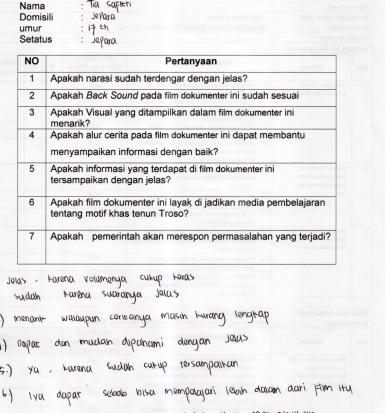 Nama : Tia Saptri
Domisili : Jepara
umur : 17 th
Setatus : Jepara
NO Pertanyaan
1 Apakah narasi sudah terdengar dengan jelas?
2 Apakah Back Sound pada film dokumenter ini sudah sesuai
3 Apakah Visual yang ditampilkan dalam film dokumenter ini
menarik?
4 Apakah alur cerita pada film dokumenter ini dapat membantu
menyampaikan informasi dengan baik?
5 Apakah informasi yang terdapat di film dokumenter ini
tersampaikan dengan jelas?
6 Apakah film dokumenter ini layak di jadikan media pembelajaran
tentang motif khas tenun Troso?
7 Apakah pemerintah akan merespon permasalahan yang terjadi?
Jelas, karena volumenya cukup keras
sudah karena suaranya jelas
) menarik walaupun ceritanya masih kurang lengkap
) Dapat dan mudah dipahami dengan jelas
5.) ya, karena sudah cukup tersampaikan
6) Iya dapat sebab bisa mempelajari lebih dalam dari film itu